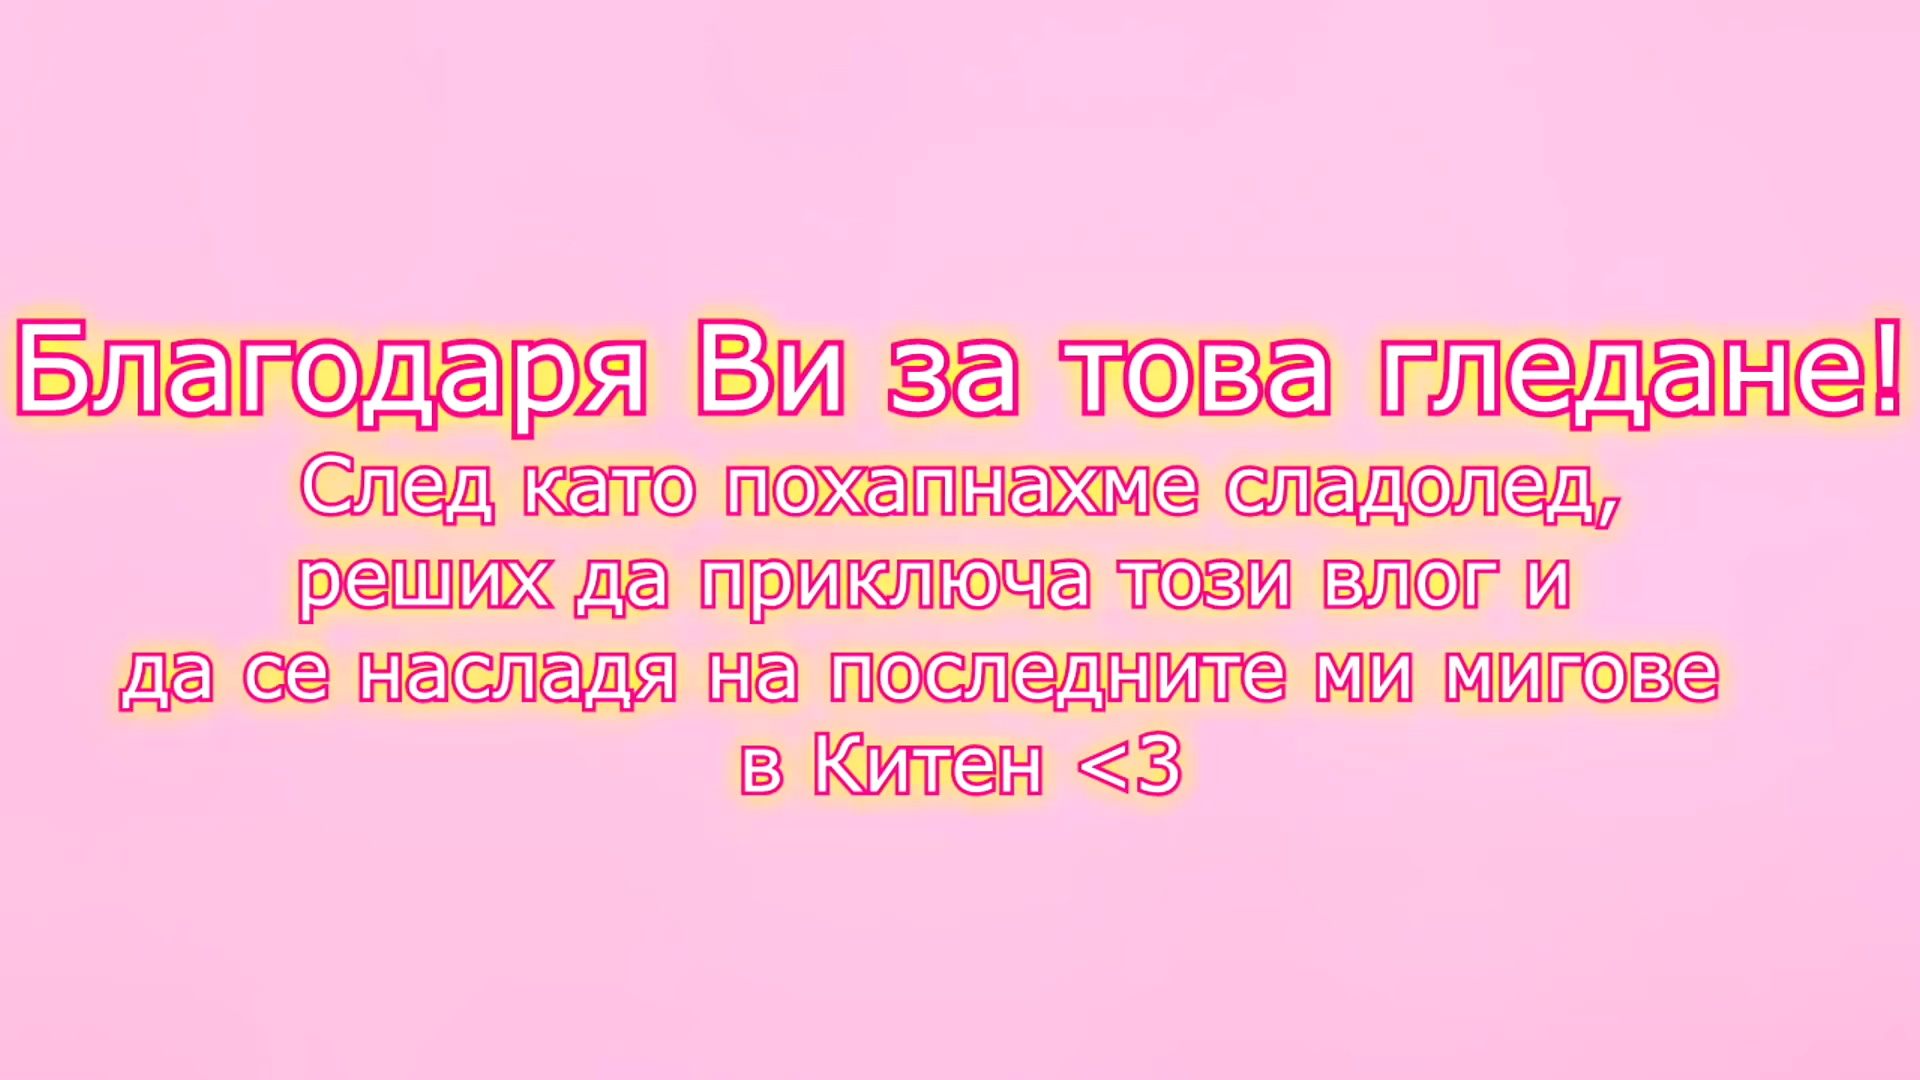 Благодаря Ви за това гледане!
След като похапнахме сладолед,
реших да приключа този влог и
да се насладя на последните ми мигове
в Китен <3